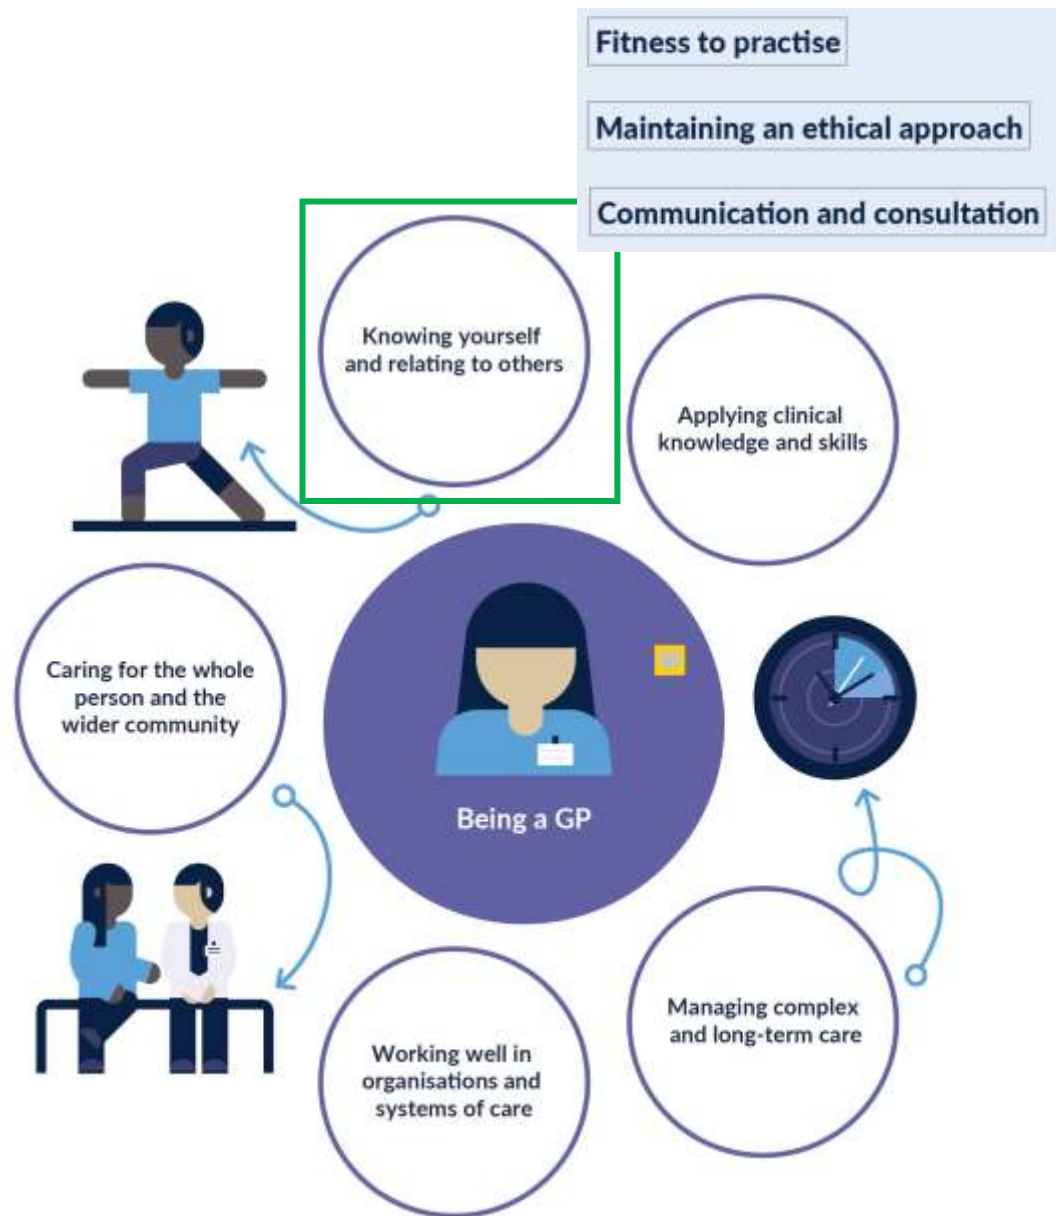 Fitness to practise
Maintaining an ethical approach
Communication and consultation
Knowing yourself
and relating to others
Applying clinical
knowledge and skills
Caring for the whole
person and the
wider community
Being a GP
Managing complex
and long-term care
Working well in
organisations and
systems of care